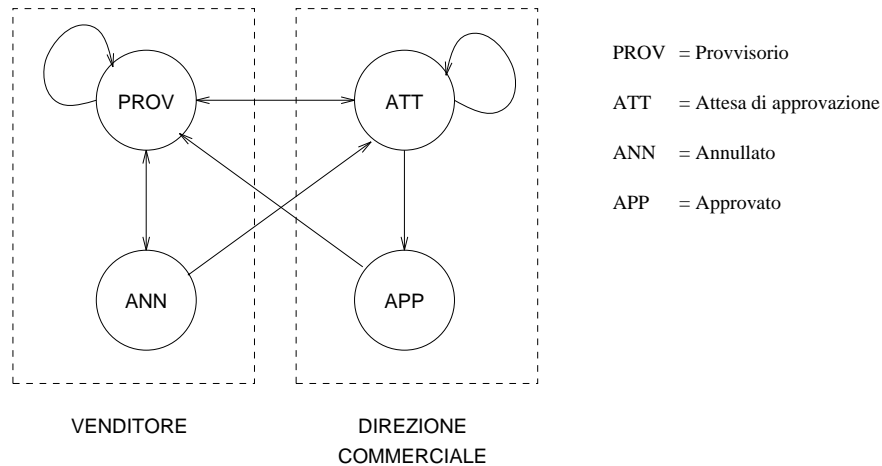 PROV
ATT
ANN
APP
VENDITORE
DIREZIONE
COMMERCIALE
PROV = Provvisorio
ATT = Attesa di approvazione
ANN = Annullato
APP = Approvato